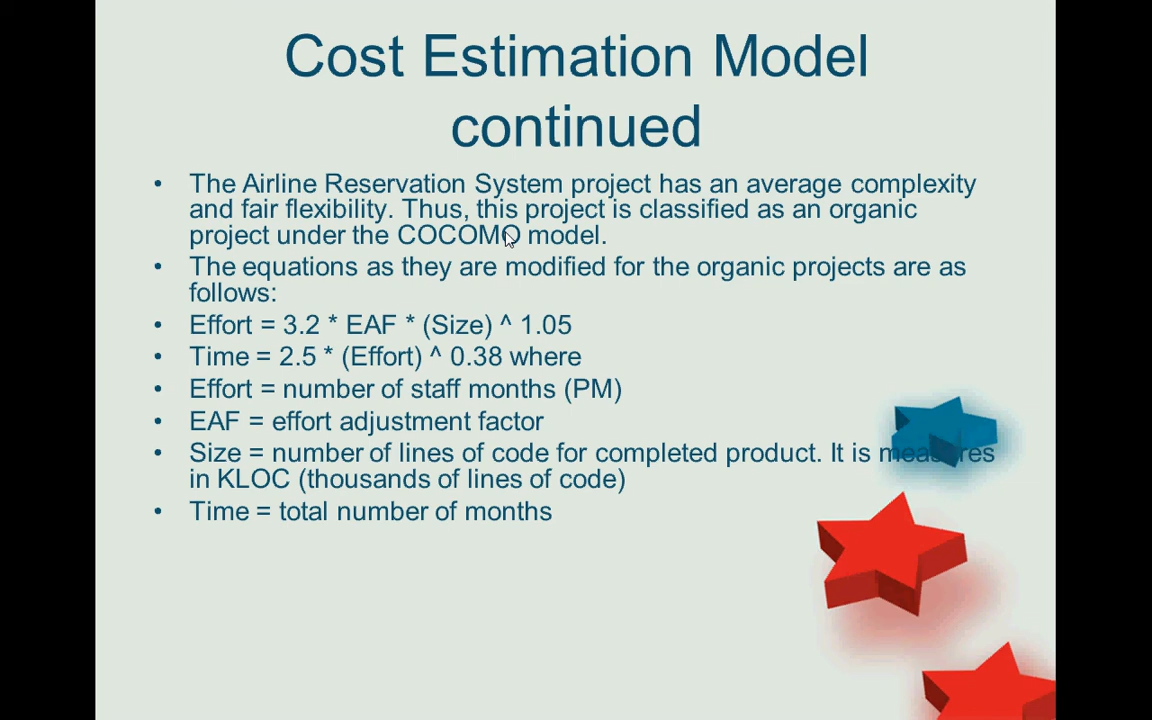 Cost Estimation Model
continued
• The Airline Reservation System project has an average complexity
and fair flexibility. Thus, this project is classified as an organic
project under the COCOMO model.
• The equations as they are modified for the organic projects are as
follows:
• Effort = 3.2 * EAF * (Size) ^ 1.05
• Time = 2.5 * (Effort) ^ 0.38 where
• Effort = number of staff months (PM)
• EAF = effort adjustment factor
• Size = number of lines of code for completed product. It is measures
in KLOC (thousands of lines of code)
• Time = total number of months